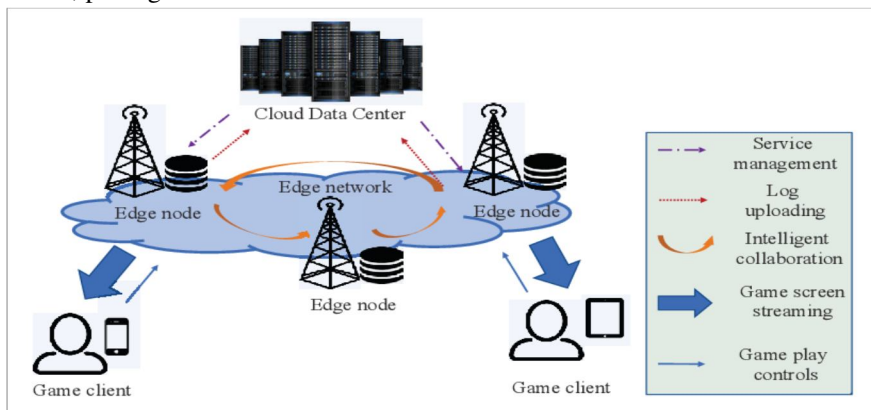 Cloud Data Center
Edge network
Edge node
Edge node
Edge node
Game client
Game client
Service
management
Log
uploading
Intelligent
collaboration
Game screen
streaming
Game play
controls